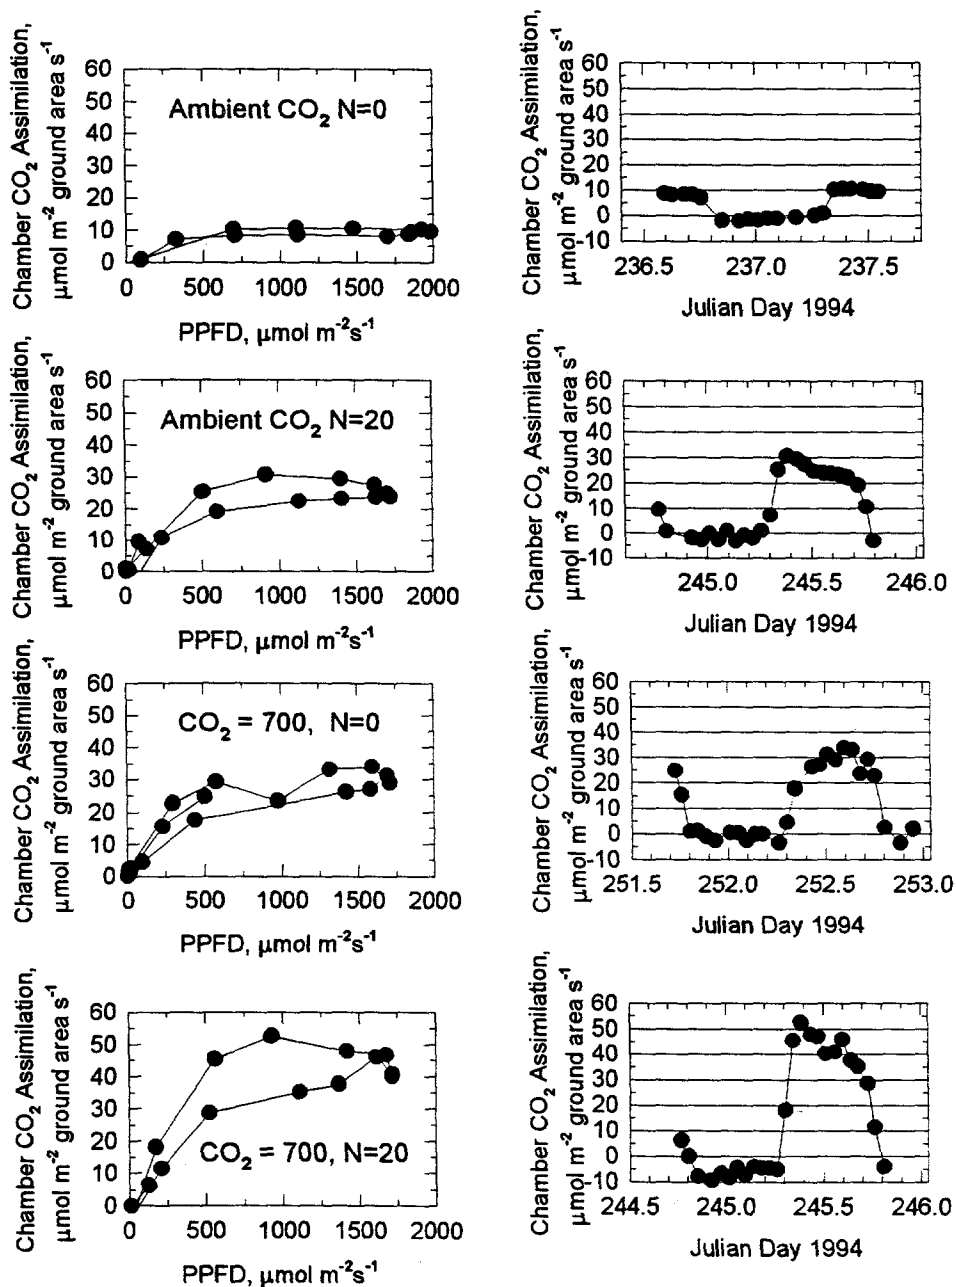 Chamber CO₂ Assimilation,
µmol m⁻² ground area s⁻¹
60
50
40
30
20
10
0
Ambient CO₂ N=0
0 500 1000 1500 2000
PPFD, µmol m⁻²s⁻¹
Chamber CO₂ Assimilation,
µmol m⁻² ground area s⁻¹
60
50
40
30
20
10
0
-10
236.5 237.0 237.5
Julian Day 1994
Chamber CO₂ Assimilation,
µmol m⁻² ground area s⁻¹
60
50
40
30
20
10
0
Ambient CO₂ N=20
0 500 1000 1500 2000
PPFD, µmol m⁻²s⁻¹
Chamber CO₂ Assimilation,
µmol m⁻² ground area s⁻¹
60
50
40
30
20
10
0
-10
245.0 245.5 246.0
Julian Day 1994
Chamber CO₂ Assimilation,
µmol m⁻² ground area s⁻¹
60
50
40
30
20
10
0
CO₂ = 700, N=0
0 500 1000 1500 2000
PPFD, µmol m⁻²s⁻¹
Chamber CO₂ Assimilation,
µmol m⁻² ground area s⁻¹
60
50
40
30
20
10
0
-10
251.5 252.0 252.5 253.0
Julian Day 1994
Chamber CO₂ Assimilation,
µmol m⁻² ground area s⁻¹
60
50
40
30
20
10
0
CO₂ = 700, N=20
0 500 1000 1500 2000
PPFD, µmol m⁻²s⁻¹
Chamber CO₂ Assimilation,
µmol m⁻² ground area s⁻¹
60
50
40
30
20
10
0
-10
244.5 245.0 245.5 246.0
Julian Day 1994